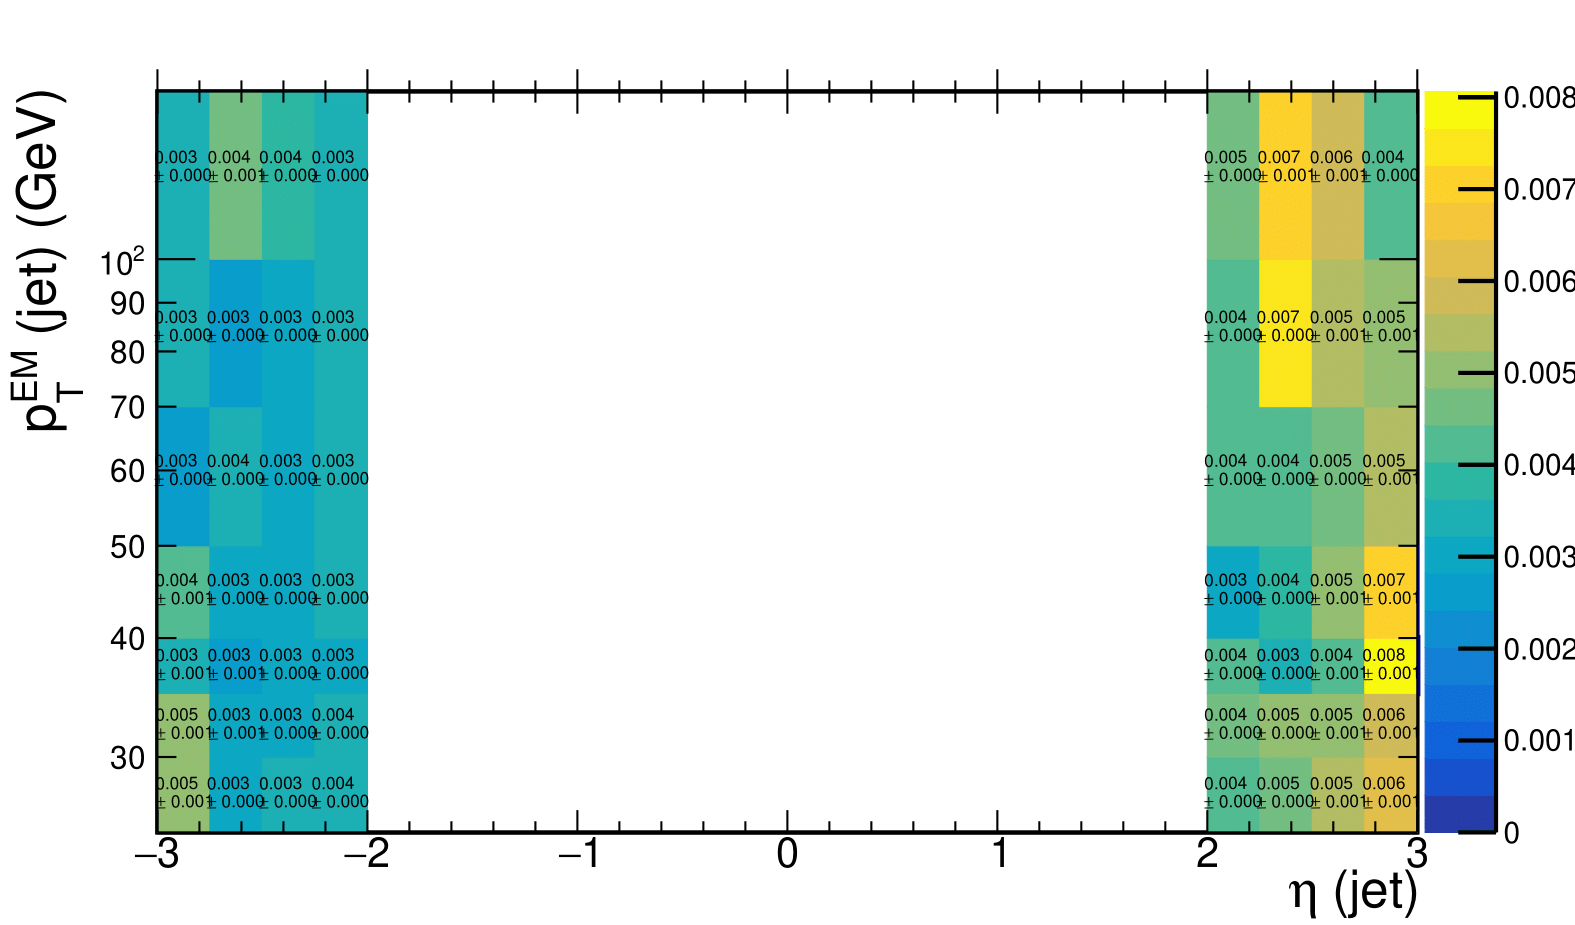 p_T^EM (jet) (GeV)
0.003 0.004 0.004 0.003 0.005 0.007 0.006 0.004
± 0.000 ± 0.001 ± 0.000 ± 0.000 ± 0.000 ± 0.001 ± 0.001 ± 0.000
10²
90
0.003 0.003 0.003 0.003 0.004 0.007 0.005 0.005
± 0.000 ± 0.000 ± 0.000 ± 0.000 ± 0.000 ± 0.000 ± 0.001 ± 0.001
80
70
60
0.003 0.004 0.003 0.003 0.004 0.004 0.005 0.005
± 0.000 ± 0.000 ± 0.000 ± 0.000 ± 0.000 ± 0.000 ± 0.000 ± 0.001
50
0.004 0.003 0.003 0.003 0.003 0.004 0.005 0.007
± 0.001 ± 0.000 ± 0.000 ± 0.000 ± 0.000 ± 0.000 ± 0.001 ± 0.001
40
0.003 0.003 0.003 0.003 0.004 0.003 0.004 0.008
± 0.001 ± 0.001 ± 0.000 ± 0.000 ± 0.000 ± 0.000 ± 0.001 ± 0.001
0.005 0.003 0.003 0.004 0.004 0.005 0.005 0.006
± 0.001 ± 0.001 ± 0.000 ± 0.000 ± 0.000 ± 0.000 ± 0.001 ± 0.001
30
0.005 0.003 0.003 0.004 0.004 0.005 0.005 0.006
± 0.001 ± 0.000 ± 0.000 ± 0.000 ± 0.000 ± 0.000 ± 0.001 ± 0.001
−3 −2 −1 0 1 2 3
η (jet)
0.008
0.007
0.006
0.005
0.004
0.003
0.002
0.001
0